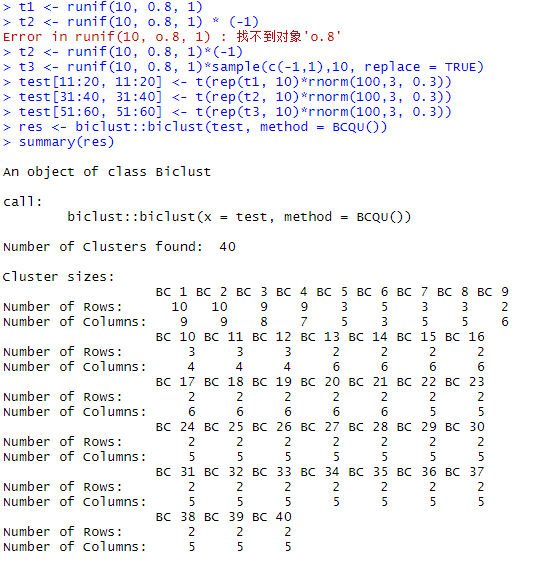 > t1 <- runif(10, 0.8, 1)
> t2 <- runif(10, o.8, 1) * (-1)
Error in runif(10, o.8, 1) : 找不到对象'o.8'
> t2 <- runif(10, 0.8, 1)*(-1)
> t3 <- runif(10, 0.8, 1)*sample(c(-1,1),10, replace = TRUE)
> test[11:20, 11:20] <- t(rep(t1, 10)*rnorm(100,3, 0.3))
> test[31:40, 31:40] <- t(rep(t2, 10)*rnorm(100,3, 0.3))
> test[51:60, 51:60] <- t(rep(t3, 10)*rnorm(100,3, 0.3))
> res <- biclust::biclust(test, method = BCQU())
> summary(res)
An object of class Biclust
call:
biclust::biclust(x = test, method = BCQU())
Number of Clusters found:  40
Cluster sizes:
BC 1 BC 2 BC 3 BC 4 BC 5 BC 6 BC 7 BC 8 BC 9
Number of Rows: 10 10 9 9 3 5 3 3 2
Number of Columns: 9 9 8 7 5 3 5 5 6
BC 10 BC 11 BC 12 BC 13 BC 14 BC 15 BC 16
Number of Rows: 3 3 3 2 2 2 2
Number of Columns: 4 4 4 6 6 6 6
BC 17 BC 18 BC 19 BC 20 BC 21 BC 22 BC 23
Number of Rows: 2 2 2 2 2 2 2
Number of Columns: 6 6 6 6 6 5 5
BC 24 BC 25 BC 26 BC 27 BC 28 BC 29 BC 30
Number of Rows: 2 2 2 2 2 2 2
Number of Columns: 5 5 5 5 5 5 5
BC 31 BC 32 BC 33 BC 34 BC 35 BC 36 BC 37
Number of Rows: 2 2 2 2 2 2 2
Number of Columns: 5 5 5 5 5 5 5
BC 38 BC 39 BC 40
Number of Rows: 2 2 2
Number of Columns: 5 5 5